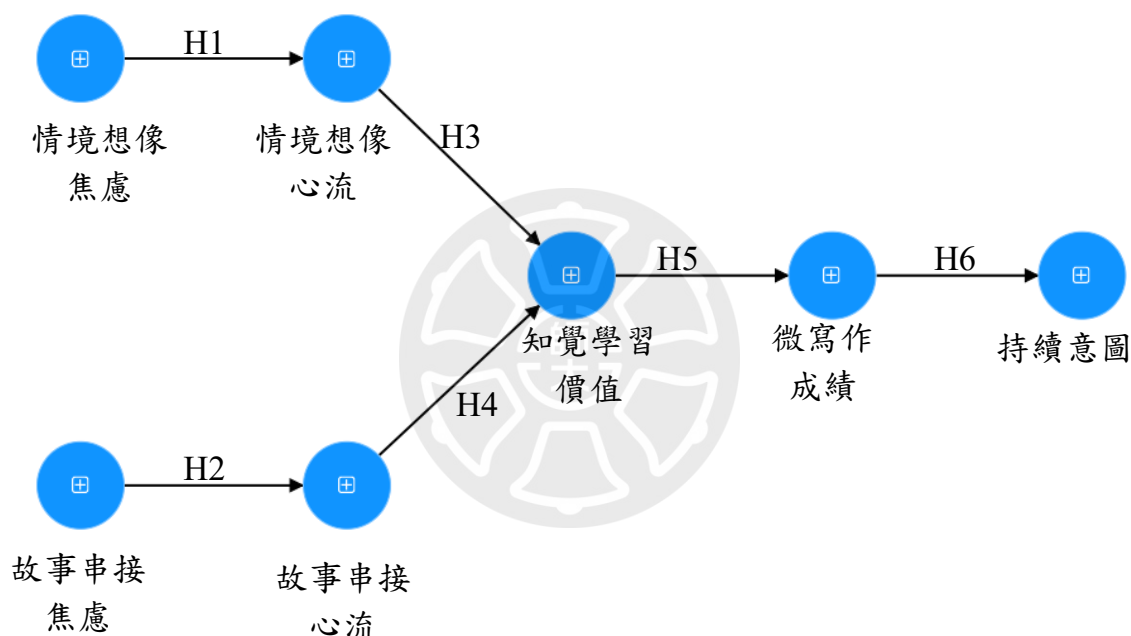 H1
情境想像
焦慮
情境想像
心流
H3
H5
H6
知覺學習
價值
微寫作
成績
持續意圖
H4
H2
故事串接
焦慮
故事串接
心流